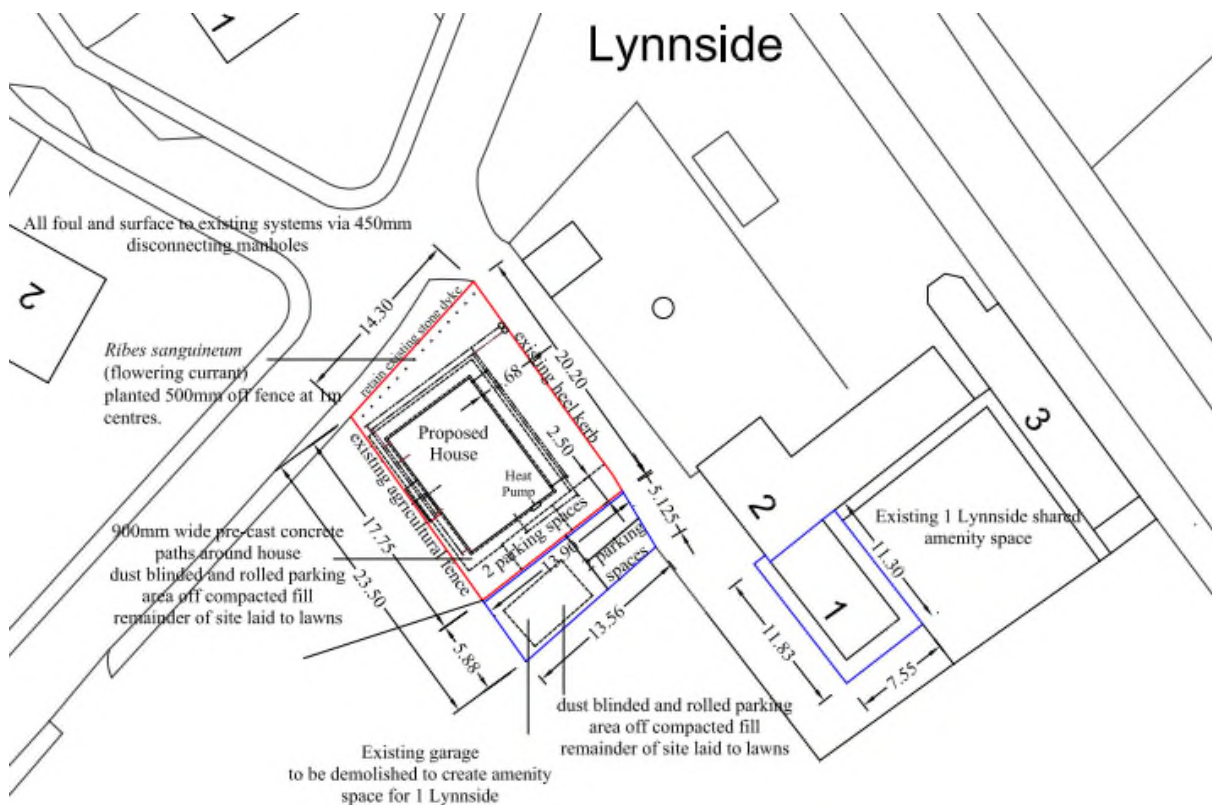 Lynnside
1
All foul and surface to existing systems via 450mm
disconnecting manholes
2
14.30
retain existing stone dyke
Ribes sanguineum
(flowering currant)
planted 500mm off fence at 1m
centres.
20.20
.68
existing heel kerb
2.50
Proposed
House
Heat
Pump
existing agricultural fence
5.125
2 parking spaces
13.90
parking
spaces
900mm wide pre-cast concrete
paths around house
dust blinded and rolled parking
area off compacted fill
remainder of site laid to lawns
17.75
23.50
5.88
13.56
3
2
Existing 1 Lynnside shared
amenity space
11.30
1
11.83
7.55
dust blinded and rolled parking
area off compacted fill
remainder of site laid to lawns
Existing garage
to be demolished to create amenity
space for 1 Lynnside